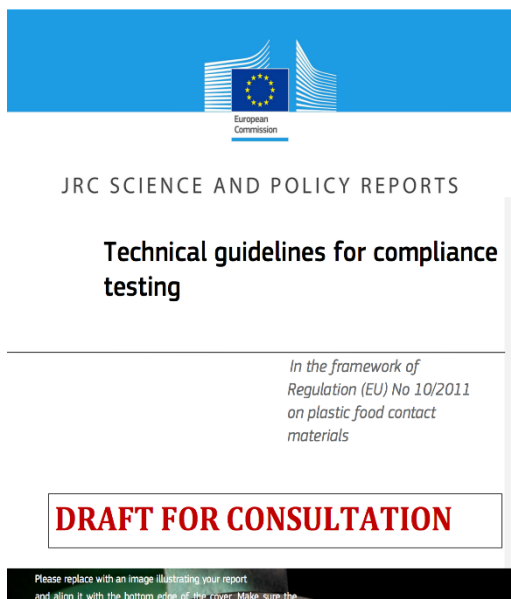 European
Commission
JRC SCIENCE AND POLICY REPORTS
Technical guidelines for compliance
testing
In the framework of
Regulation (EU) No 10/2011
on plastic food contact
materials
DRAFT FOR CONSULTATION
Please replace with an image illustrating your report
and align it with the bottom edge of the cover. Make sure the